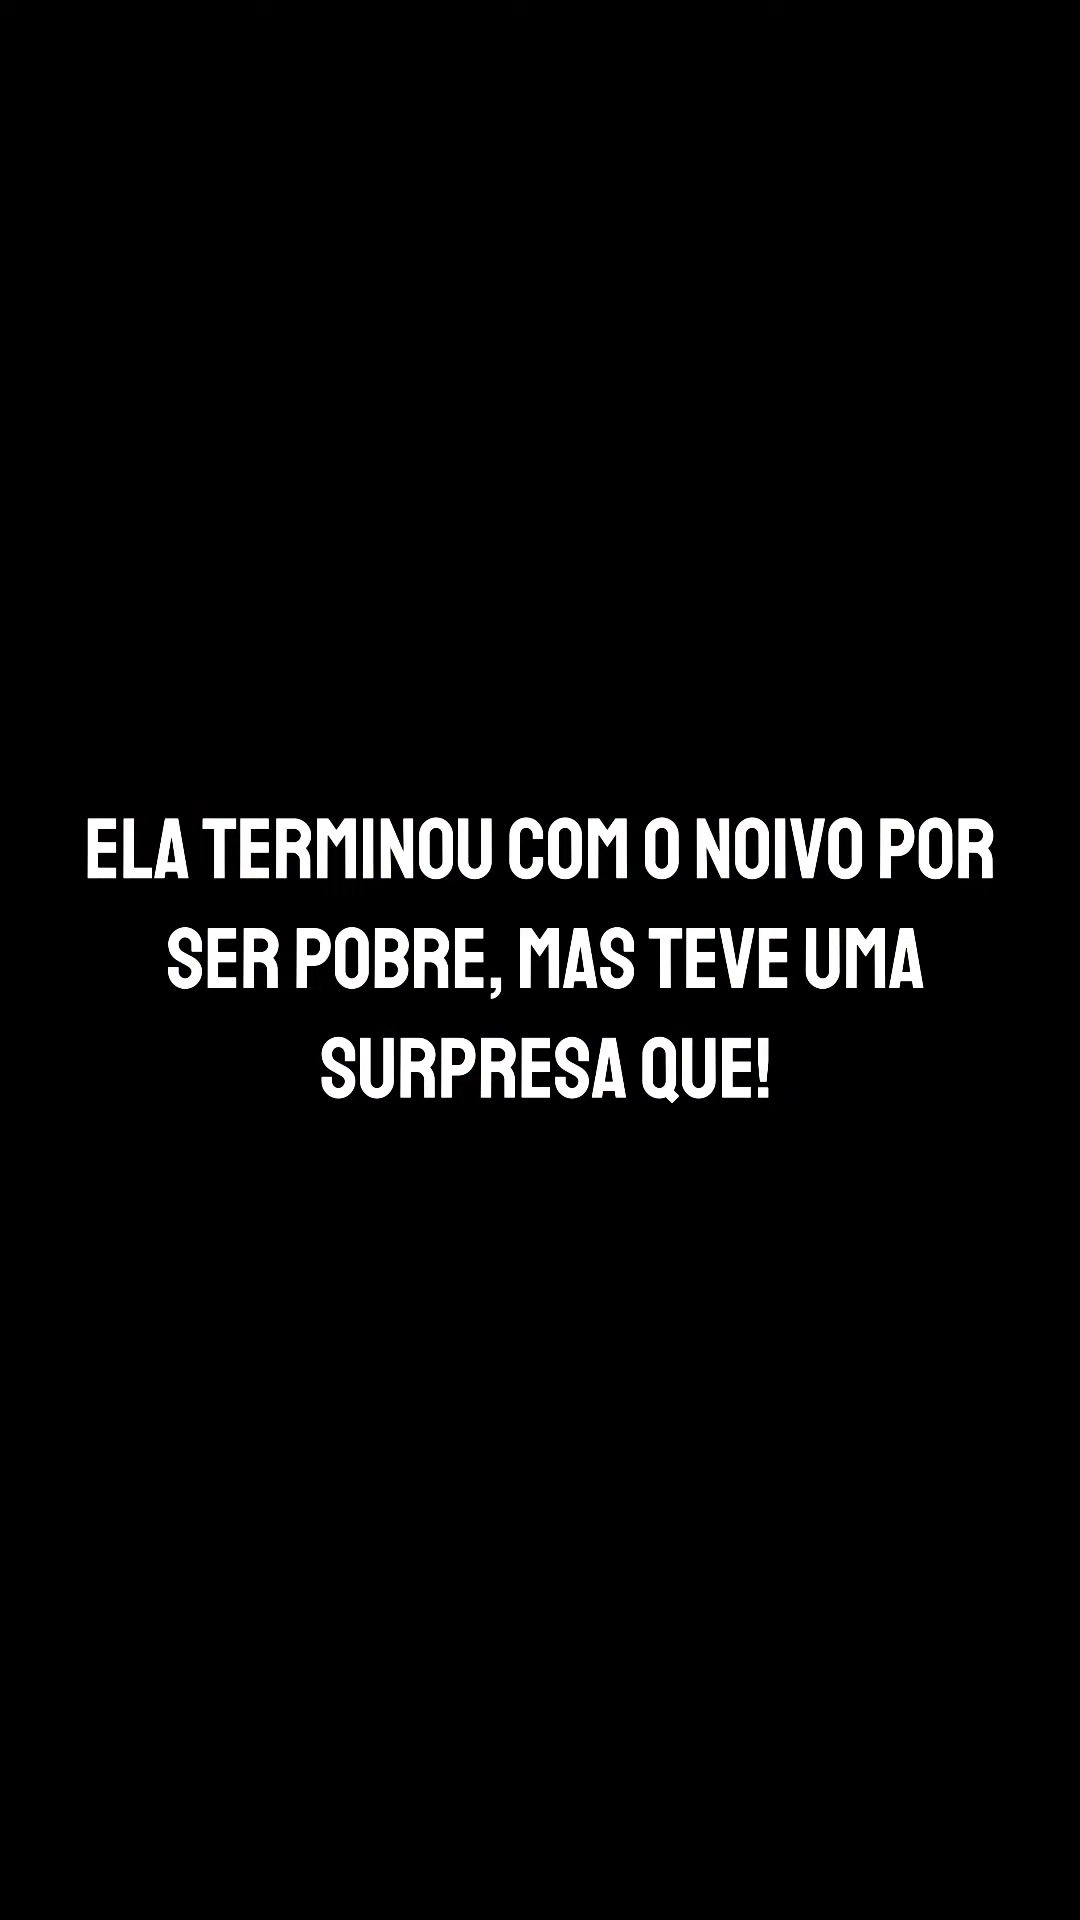 ELA TERMINOU COM O NOIVO POR
SER POBRE, MAS TEVE UMA
SURPRESA QUE!